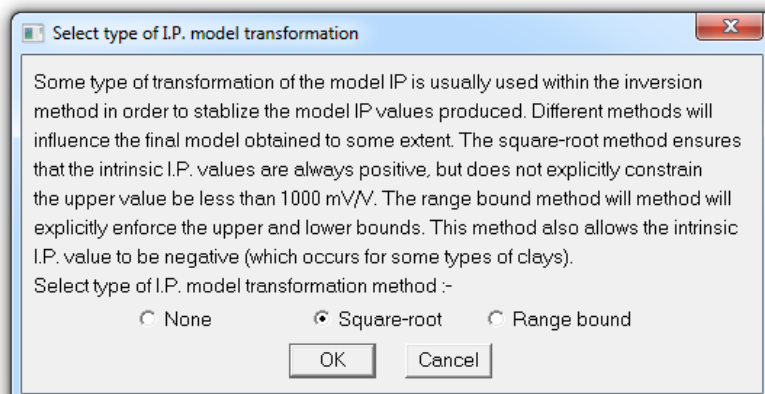 Select type of I.P. model transformation
Some type of transformation of the model IP is usually used within the inversion
method in order to stablize the model IP values produced. Different methods will
influence the final model obtained to some extent. The square-root method ensures
that the intrinsic I.P. values are always positive, but does not explicitly constrain
the upper value be less than 1000 mV/V. The range bound method will method will
explicitly enforce the upper and lower bounds. This method also allows the intrinsic
I.P. value to be negative (which occurs for some types of clays).
Select type of I.P. model transformation method :-
None Square-root Range bound
OK Cancel